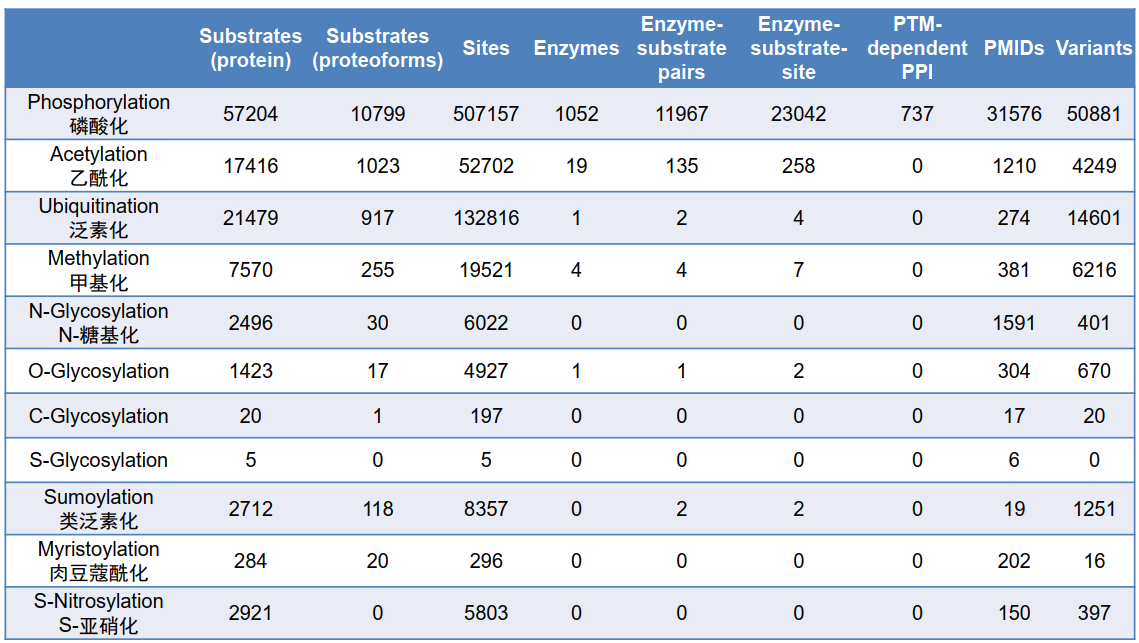 Substrates (protein) Substrates (proteoforms) Sites Enzymes Enzyme-substrate pairs Enzyme-substrate-site PTM-dependent PPI PMIDs Variants
Phosphorylation
磷酸化
57204 10799 507157 1052 11967 23042 737 31576 50881
Acetylation
乙酰化
17416 1023 52702 19 135 258 0 1210 4249
Ubiquitination
泛素化
21479 917 132816 1 2 4 0 274 14601
Methylation
甲基化
7570 255 19521 4 4 7 0 381 6216
N-Glycosylation
N-糖基化
2496 30 6022 0 0 0 0 1591 401
O-Glycosylation 1423 17 4927 1 1 2 0 304 670
C-Glycosylation 20 1 197 0 0 0 0 17 20
S-Glycosylation 5 0 5 0 0 0 0 6 0
Sumoylation
类泛素化
2712 118 8357 0 2 2 0 19 1251
Myristoylation
肉豆蔻酰化
284 20 296 0 0 0 0 202 16
S-Nitrosylation
S-亚硝化
2921 0 5803 0 0 0 0 150 397